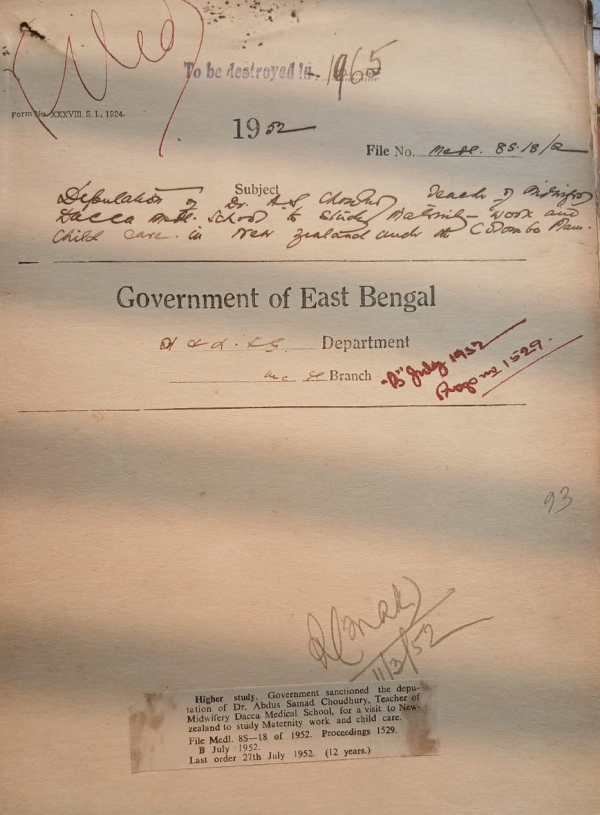 Filed
To be destroyed in 1965
Form No. XXXVIII. S. I., 1924.
1952
File No. Medl. 8S-18/2
Subject
Deputation of Dr. A.S. Chowdhury Teacher of Midwifery
Dacca Medl. School to study Maternity work and
Child care in New zealand under the Colombo Plan.
Government of East Bengal
Department
Branch
"B" July 1952
Progs no 1529.
93
11/3/52
Higher study. Government sanctioned the depu-
tation of Dr. Abdus Samad Choudhury, Teacher of
Midwifery Dacca Medical School, for a visit to New-
zealand to study Maternity work and child care.
File Medl. 8S—18 of 1952. Proceedings 1529.
B July 1952.
Last order 27th July 1952. (12 years.)